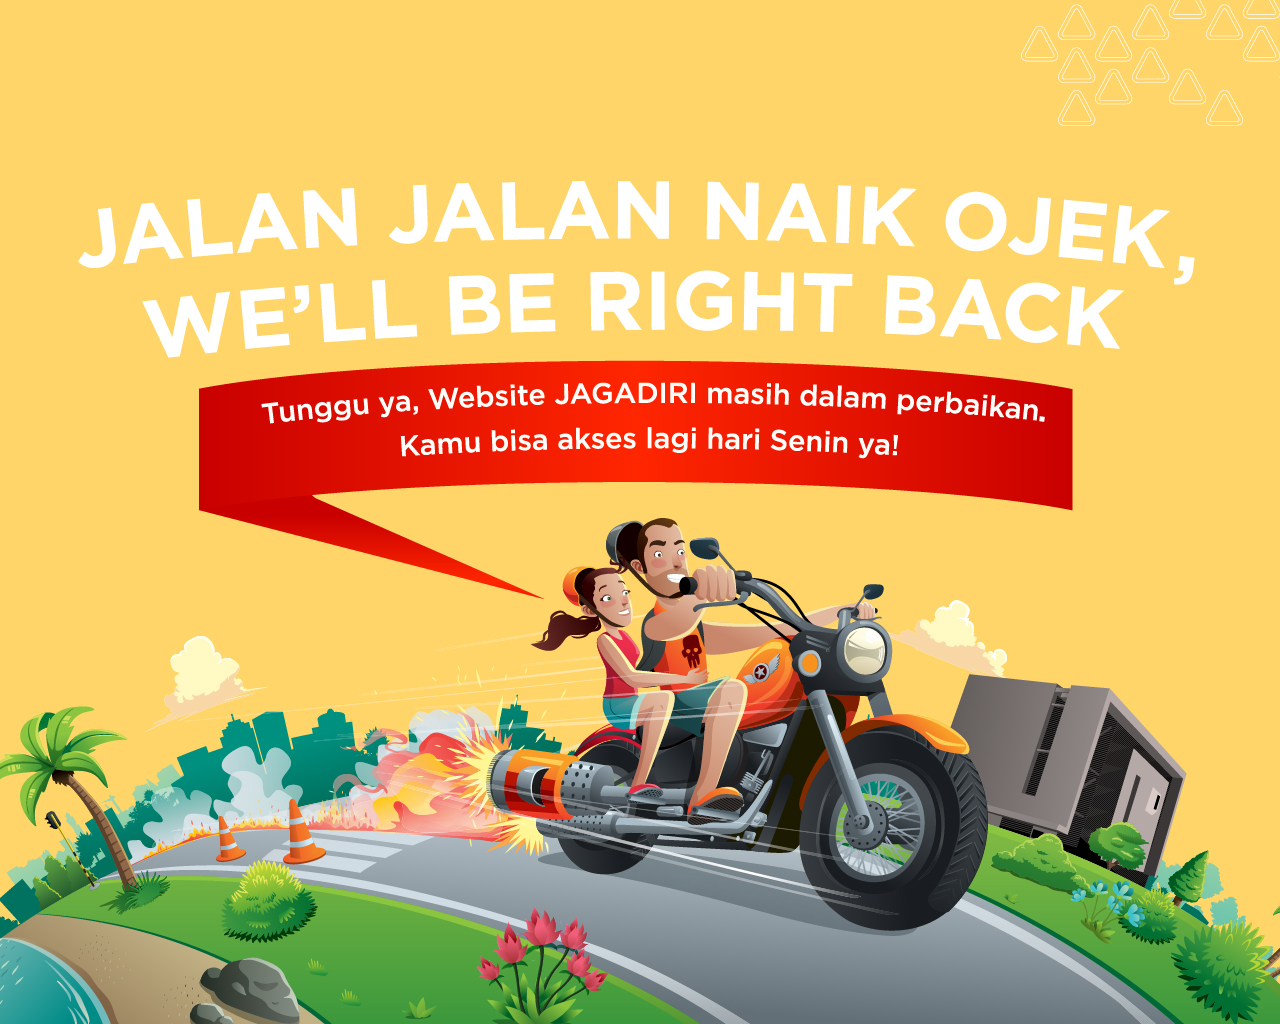 JALAN JALAN NAIK OJEK,
WE'LL BE RIGHT BACK
Tunggu ya, Website JAGADIRI masih dalam perbaikan.
Kamu bisa akses lagi hari Senin ya!